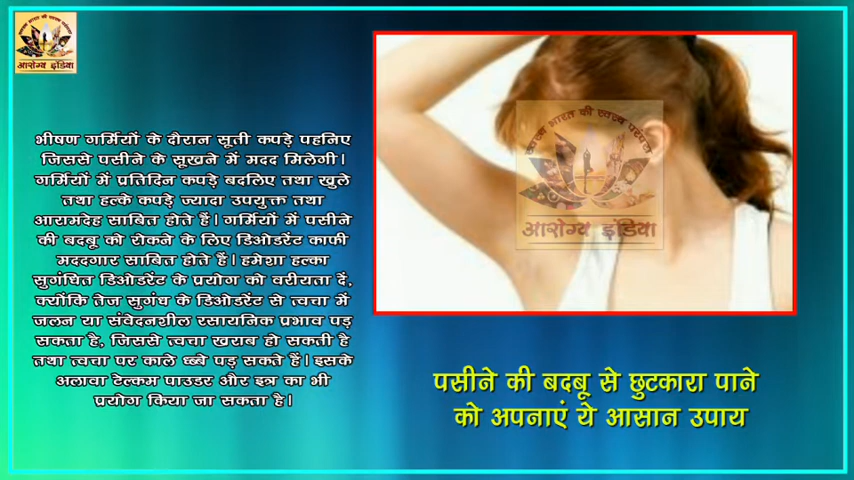 आरोग्य इंडिया
भीषण गर्मियों के दौरान सूती कपड़े पहनिए
जिससे पसीने के सूखने में मदद मिलेगी।
गर्मियों में प्रतिदिन कपड़े बदलिए तथा खुले
तथा हल्के कपड़े ज्यादा उपयुक्त तथा
आरामदेह साबित होते हैं। गर्मियों में पसीने
की बदबू को रोकने के लिए डिओडरेंट काफी
मददगार साबित होते हैं। हमेशा हल्का
सुगंधित डिओडरेंट के प्रयोग को वरीयता दें,
क्योंकि तेज सुगंध के डिओडरेंट से त्वचा में
जलन या संवेदनशील रसायनिक प्रभाव पड़
सकता है, जिससे त्वचा खराब हो सकती है
तथा त्वचा पर काले ध्ब्बे पड़ सकते हैं। इसके
अलावा टेल्कम पाउडर और इत्र का भी
प्रयोग किया जा सकता है।
आरोग्य इंडिया
पसीने की बदबू से छुटकारा पाने
को अपनाएं ये आसान उपाय